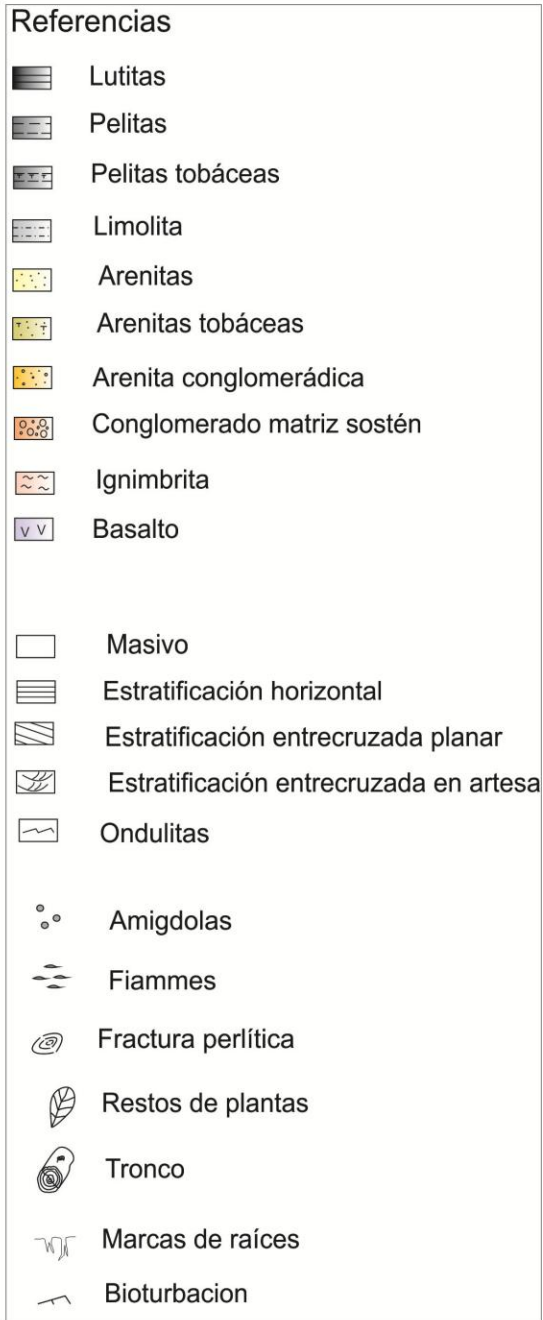 Referencias
Lutitas
Pelitas
Pelitas tobáceas
Limolita
Arenitas
Arenitas tobáceas
Arenita conglomerádica
Conglomerado matriz sostén
Ignimbrita
v v Basalto
Masivo
Estratificación horizontal
Estratificación entrecruzada planar
Estratificación entrecruzada en artesa
Ondulitas
Amigdolas
Fiammes
Fractura perlítica
Restos de plantas
Tronco
Marcas de raíces
Bioturbacion